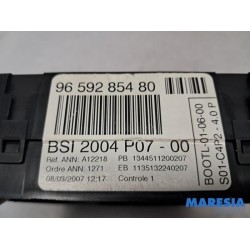 96 592 854 80
BSI 2004 P07 - 00
Ref. ANN: A12218 PB 1344511200207
Ordre ANN: 1271 EB 1135132240207
08/03/2007 12:17 Controle 1
BOOTL-01-06-00
S01-C4P2 - 4.0 P
MARESIA